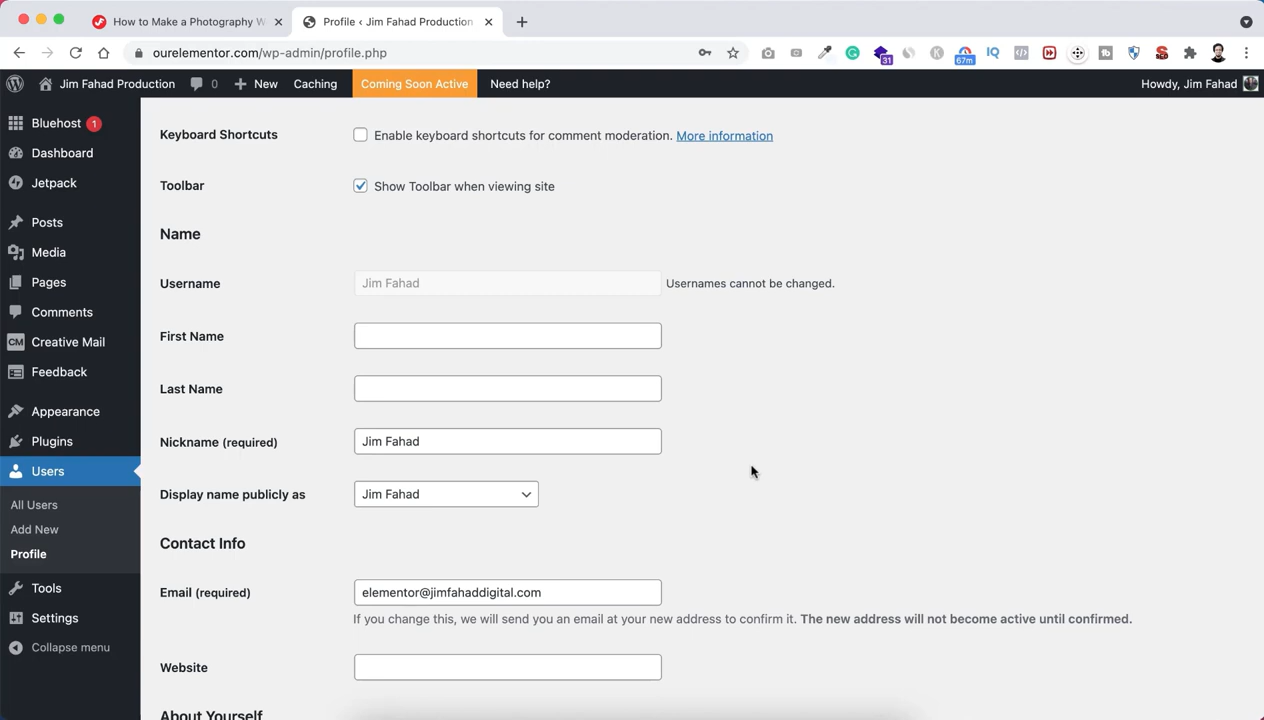 How to Make a Photography W
Profile ‹ Jim Fahad Production
ourelementor.com/wp-admin/profile.php
31
67m
IQ
Jim Fahad Production
0
New
Caching
Coming Soon Active
Need help?
Howdy, Jim Fahad
Bluehost 1
Dashboard
Jetpack
Posts
Media
Pages
Comments
CM Creative Mail
Feedback
Appearance
Plugins
Users
All Users
Add New
Profile
Tools
Settings
Collapse menu
Keyboard Shortcuts
Enable keyboard shortcuts for comment moderation. More information
Toolbar
Show Toolbar when viewing site
Name
Username
Jim Fahad
Usernames cannot be changed.
First Name
Last Name
Nickname (required)
Jim Fahad
Display name publicly as
Jim Fahad
Contact Info
Email (required)
elementor@jimfahaddigital.com
If you change this, we will send you an email at your new address to confirm it. The new address will not become active until confirmed.
Website
About Yourself